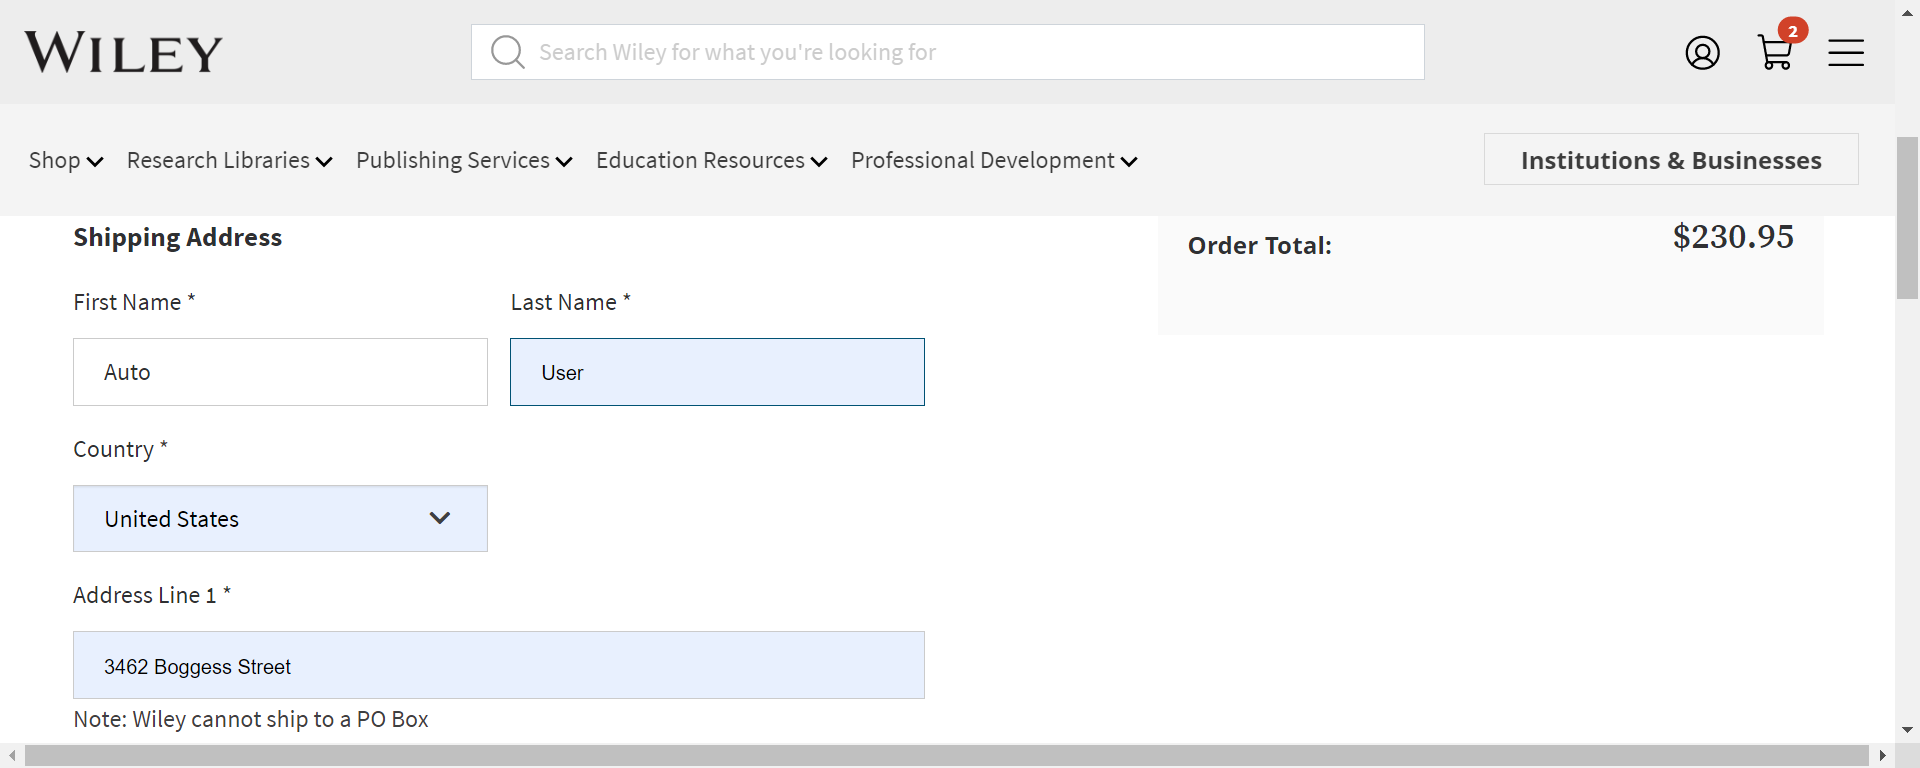 WILEY
Search Wiley for what you're looking for
2
Shop
Research Libraries
Publishing Services
Education Resources
Professional Development
Institutions & Businesses
Shipping Address
Order Total:
$230.95
First Name *
Last Name *
Auto
User
Country *
United States
Address Line 1 *
3462 Boggess Street
Note: Wiley cannot ship to a PO Box